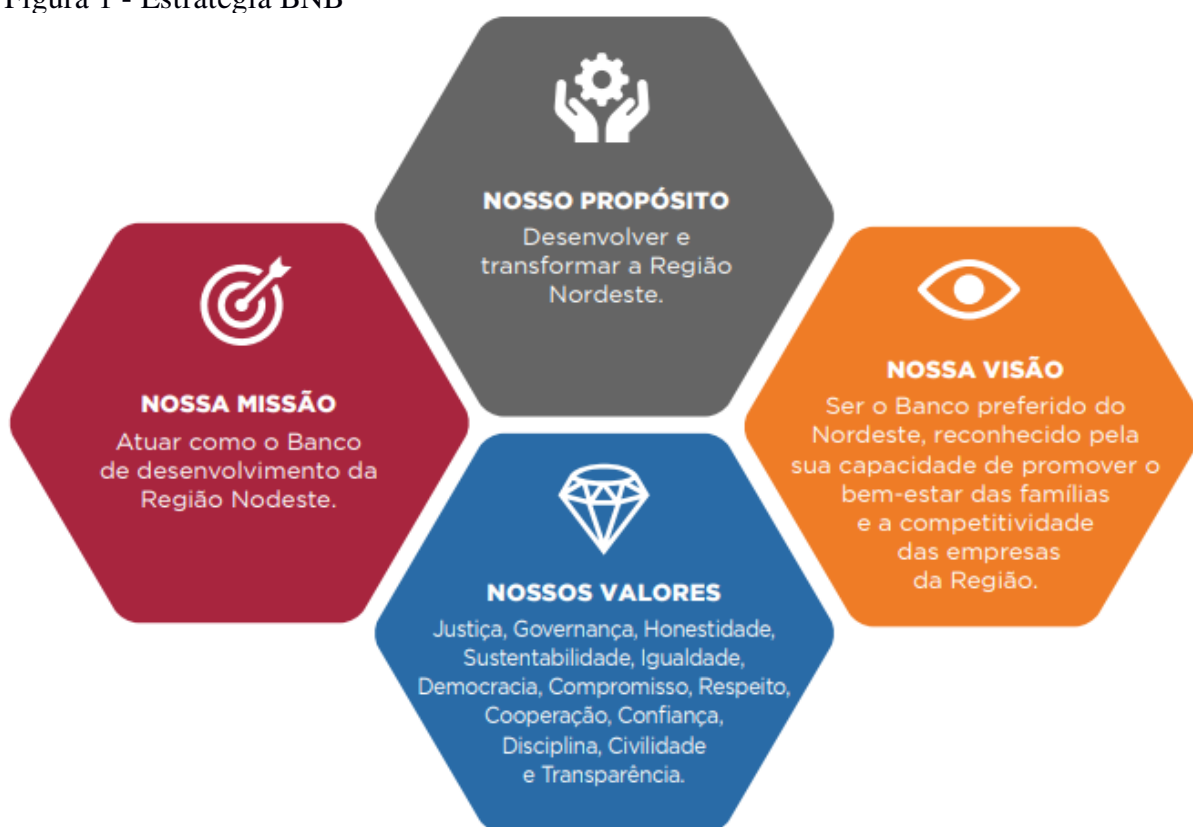 Figura 1 - Estratégia BNB
NOSSO PROPÓSITO
Desenvolver e
transformar a Região
Nordeste.
NOSSA MISSÃO
Atuar como o Banco
de desenvolvimento da
Região Nodeste.
NOSSA VISÃO
Ser o Banco preferido do
Nordeste, reconhecido pela
sua capacidade de promover o
bem-estar das famílias
e a competitividade
das empresas
da Região.
NOSSOS VALORES
Justiça, Governança, Honestidade,
Sustentabilidade, Igualdade,
Democracia, Compromisso, Respeito,
Cooperação, Confiança,
Disciplina, Civilidade
e Transparência.